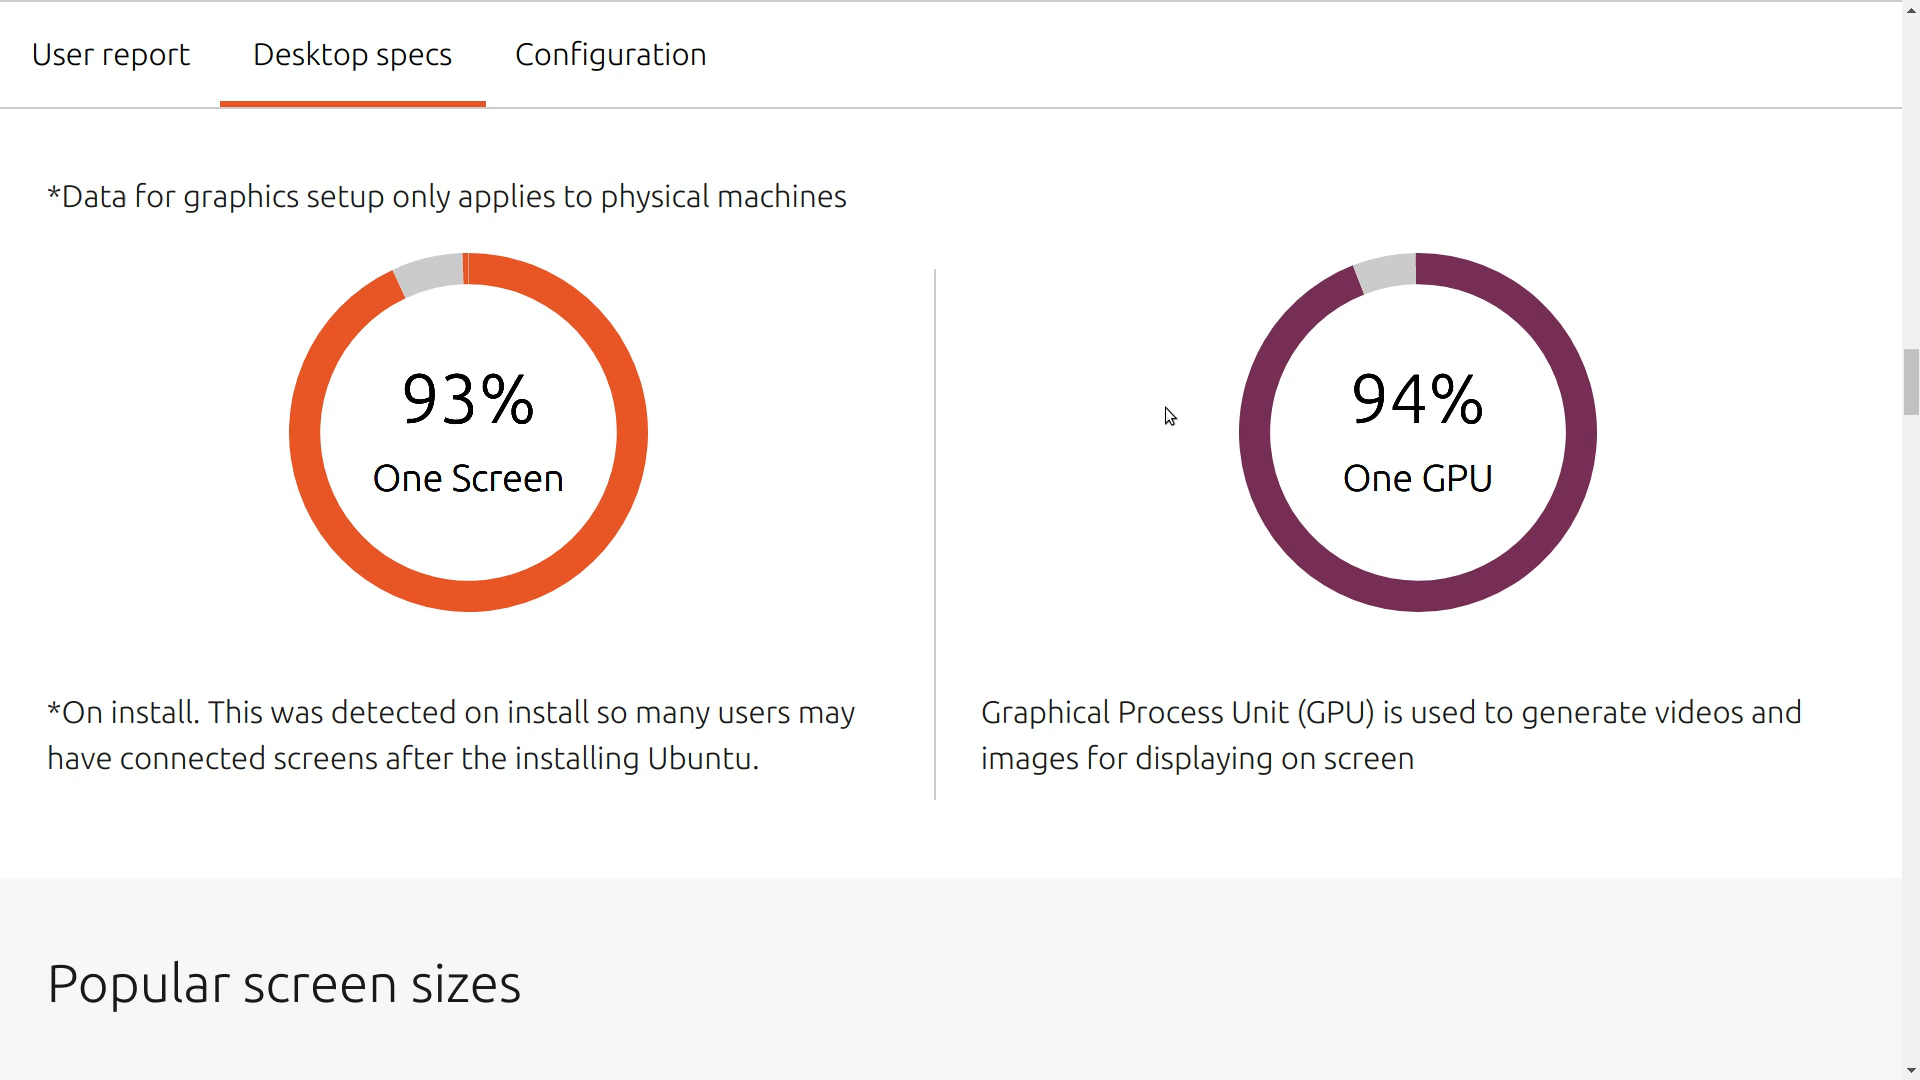 User report
Desktop specs
Configuration
*Data for graphics setup only applies to physical machines
93%
One Screen
94%
One GPU
*On install. This was detected on install so many users may
have connected screens after the installing Ubuntu.
Graphical Process Unit (GPU) is used to generate videos and
images for displaying on screen
Popular screen sizes